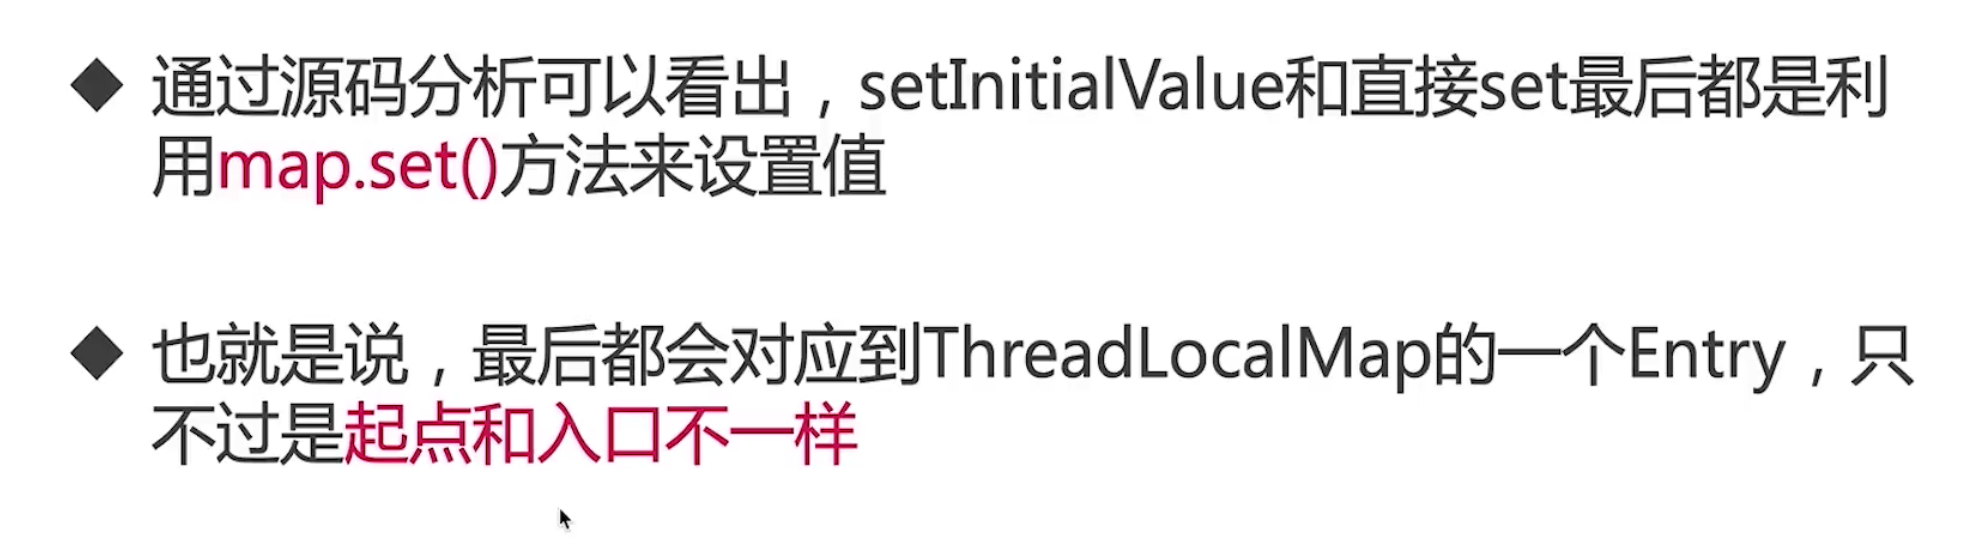 ◆ 通过源码分析可以看出，setInitialValue和直接set最后都是利
用map.set()方法来设置值
◆ 也就是说，最后都会对应到ThreadLocalMap的一个Entry，只
不过是起点和入口不一样